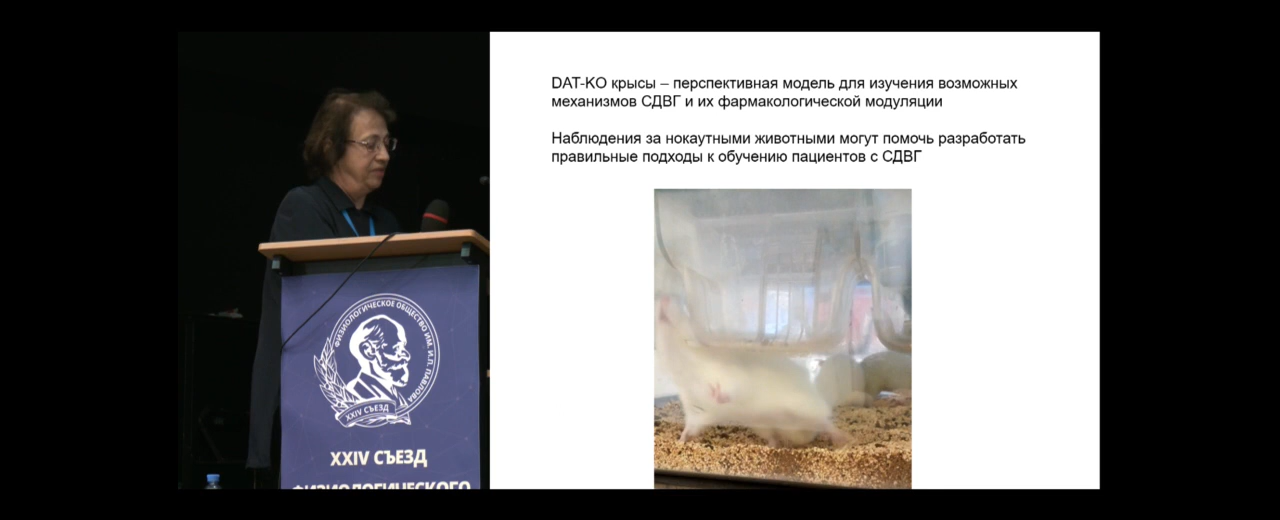 DAT-KO крысы – перспективная модель для изучения возможных
механизмов СДВГ и их фармакологической модуляции
Наблюдения за нокаутными животными могут помочь разработать
правильные подходы к обучению пациентов с СДВГ
ФИЗИОЛОГИЧЕСКОЕ ОБЩЕСТВО ИМ. И.П. ПАВЛОВА
XXIV СЪЕЗД
XXIV СЪЕЗД
ФИЗИОЛОГИЧЕСКОГО